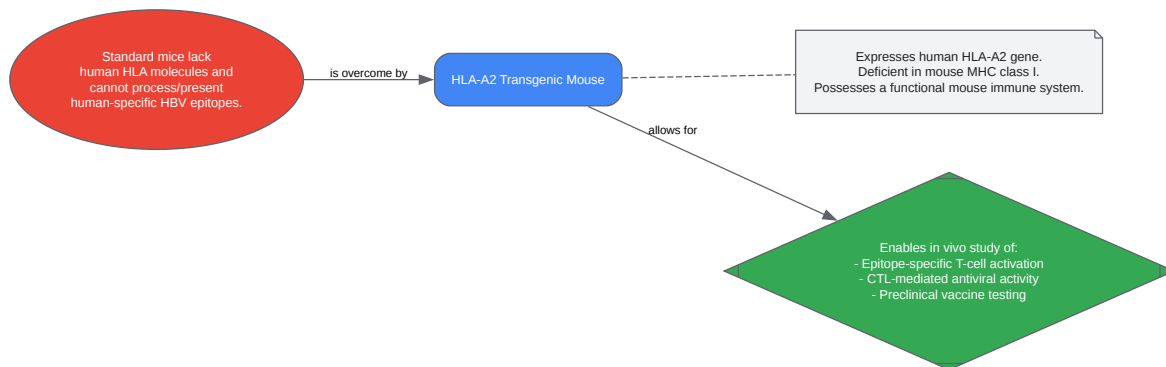 Standard mice lack
human HLA molecules and
cannot process/present
human-specific HBV epitopes.
is overcome by
HLA-A2 Transgenic Mouse
Expresses human HLA-A2 gene.
Deficient in mouse MHC class I.
Possesses a functional mouse immune system.
allows for
Enables in vivo study of:
- Epitope-specific T-cell activation
- CTL-mediated antiviral activity
- Preclinical vaccine testing